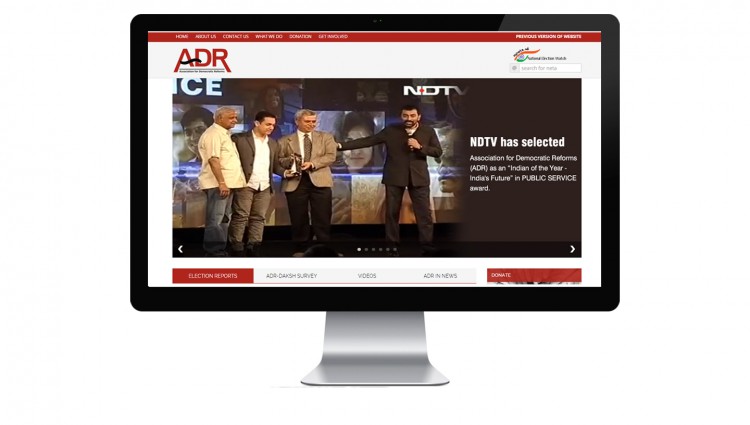 HOME ABOUT US CONTACT US WHAT WE DO DONATION GET INVOLVED PREVIOUS VERSION OF WEBSITE
ADR
Association for Democratic Reforms
National Election Watch
search for neta
ICE
NDTV
NDTV has selected
Association for Democratic Reforms
(ADR) as an "Indian of the Year -
India's Future" in PUBLIC SERVICE
award.
ELECTION REPORTS ADR-DAKSH SURVEY VIDEOS ADR IN NEWS DONATE